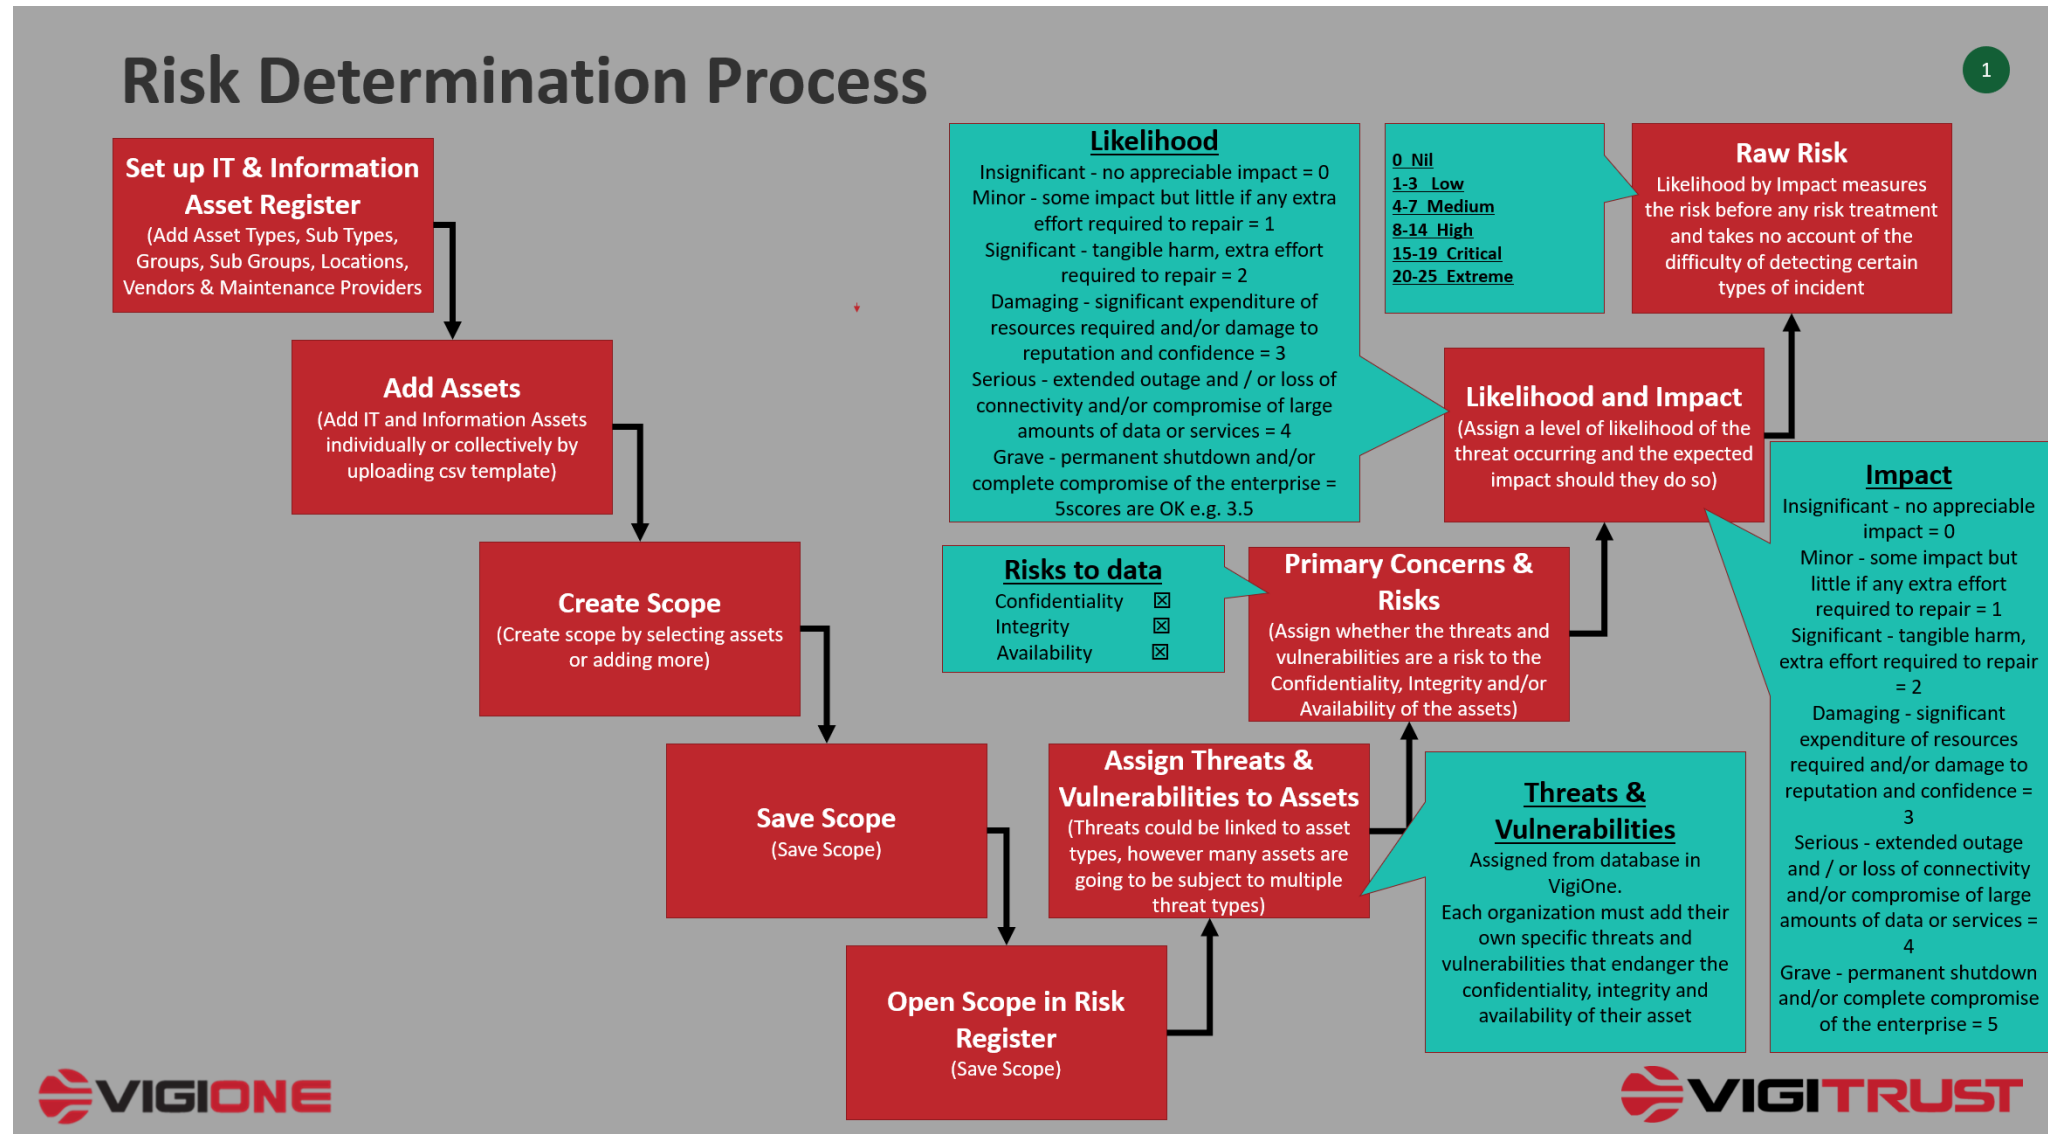 Risk Determination Process
1
Set up IT & Information
Asset Register
(Add Asset Types, Sub Types,
Groups, Sub Groups, Locations,
Vendors & Maintenance Providers
Add Assets
(Add IT and Information Assets
individually or collectively by
uploading csv template)
Create Scope
(Create scope by selecting assets
or adding more)
Save Scope
(Save Scope)
Open Scope in Risk
Register
(Save Scope)
Assign Threats &
Vulnerabilities to Assets
(Threats could be linked to asset
types, however many assets are
going to be subject to multiple
threat types)
Threats &
Vulnerabilities
Assigned from database in
VigiOne.
Each organization must add their
own specific threats and
vulnerabilities that endanger the
confidentiality, integrity and
availability of their asset
Primary Concerns &
Risks
(Assign whether the threats and
vulnerabilities are a risk to the
Confidentiality, Integrity and/or
Availability of the assets)
Risks to data
Confidentiality ☒
Integrity ☒
Availability ☒
Likelihood and Impact
(Assign a level of likelihood of the
threat occurring and the expected
impact should they do so)
Likelihood
Insignificant - no appreciable impact = 0
Minor - some impact but little if any extra
effort required to repair = 1
Significant - tangible harm, extra effort
required to repair = 2
Damaging - significant expenditure of
resources required and/or damage to
reputation and confidence = 3
Serious - extended outage and / or loss of
connectivity and/or compromise of large
amounts of data or services = 4
Grave - permanent shutdown and/or
complete compromise of the enterprise =
5scores are OK e.g. 3.5
Impact
Insignificant - no appreciable
impact = 0
Minor - some impact but
little if any extra effort
required to repair = 1
Significant - tangible harm,
extra effort required to repair
= 2
Damaging - significant
expenditure of resources
required and/or damage to
reputation and confidence =
3
Serious - extended outage
and / or loss of connectivity
and/or compromise of large
amounts of data or services =
4
Grave - permanent shutdown
and/or complete compromise
of the enterprise = 5
Raw Risk
Likelihood by Impact measures
the risk before any risk treatment
and takes no account of the
difficulty of detecting certain
types of incident
0 Nil
1-3 Low
4-7 Medium
8-14 High
15-19 Critical
20-25 Extreme
VIGIONE
VIGITRUST